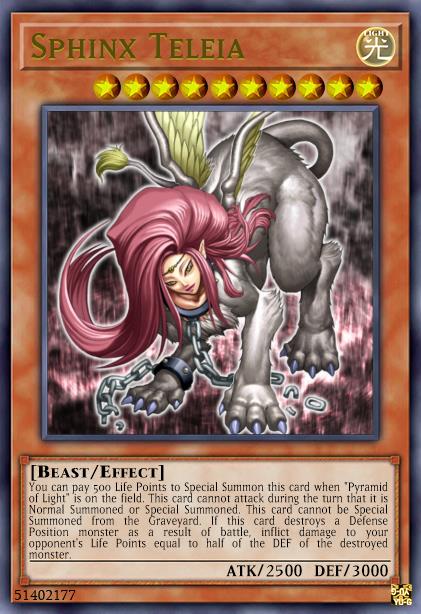 Sphinx Teleia
LIGHT
光
[Beast/Effect]
You can pay 500 Life Points to Special Summon this card when "Pyramid
of Light" is on the field. This card cannot attack during the turn that it is
Normal Summoned or Special Summoned. This card cannot be Special
Summoned from the Graveyard. If this card destroys a Defense
Position monster as a result of battle, inflict damage to your
opponent's Life Points equal to half of the DEF of the destroyed
monster.
ATK/2500 DEF/3000
51402177